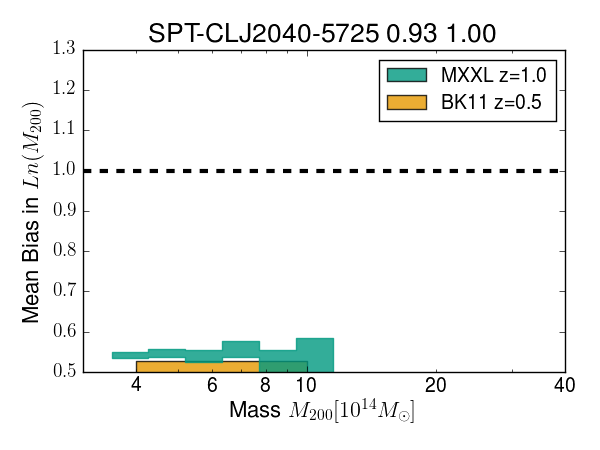 SPT-CLJ2040-5725 0.93 1.00
1.3
1.2
1.1
1.0
0.9
0.8
0.7
0.6
0.5
Mean Bias in Ln(M200)
MXXL z=1.0
BK11 z=0.5
4 6 8 10 20 40
Mass M200[10^14 M⊙]